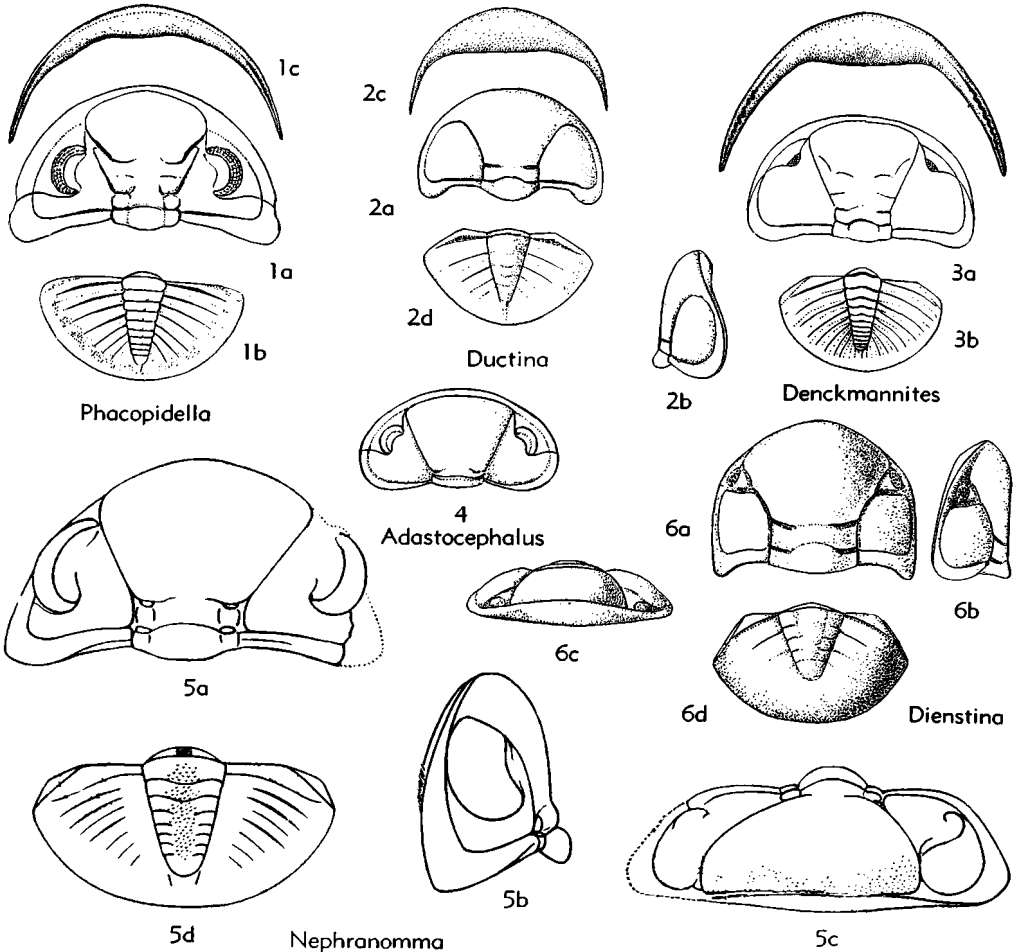 1c
2c
1a
2a
3a
1b
2d
3b
Ductina
2b
Denckmannites
Phacopidella
4
Adastocephalus
6a
6b
6c
5a
6d
Dienstina
5b
5d
Nephranomma
5c